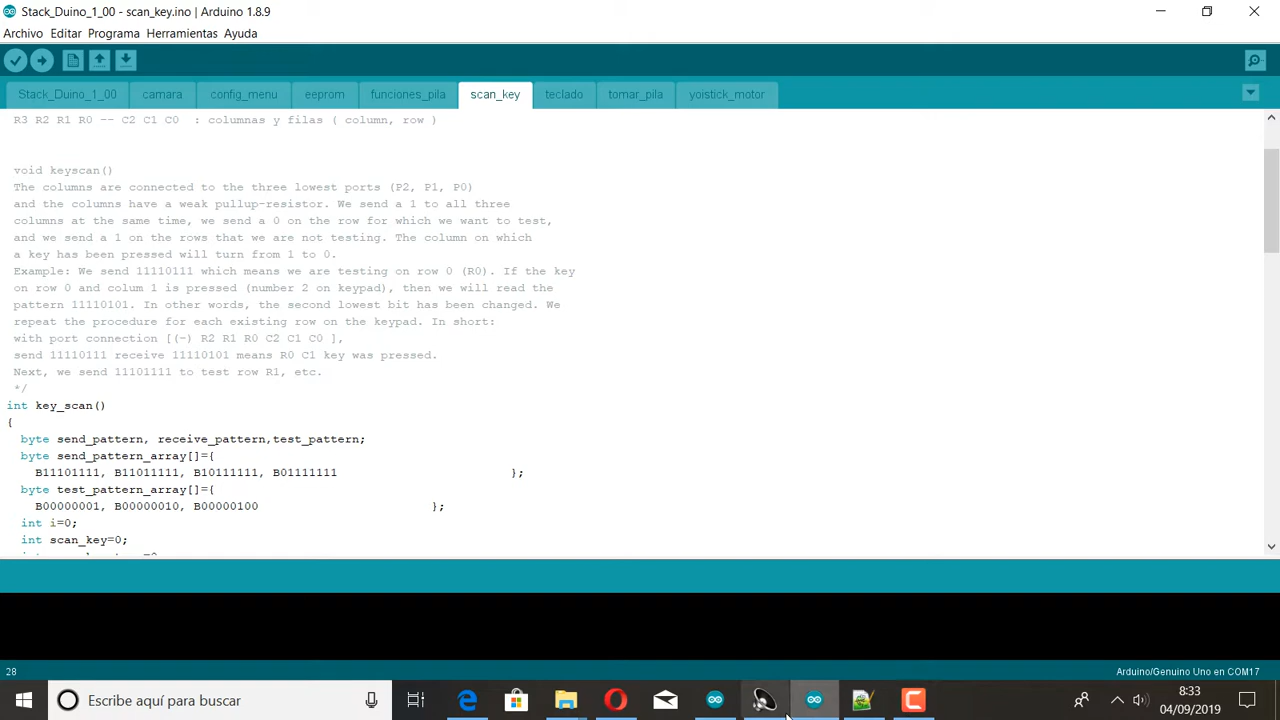 Stack_Duino_1_00 - scan_key.ino | Arduino 1.8.9
Archivo Editar Programa Herramientas Ayuda
Stack_Duino_1_00 camara config_menu eeprom funciones_pila scan_key teclado tomar_pila yoistick_motor
R3 R2 R1 R0 -- C2 C1 C0  : columnas y filas ( column, row )
void keyscan()
The columns are connected to the three lowest ports (P2, P1, P0)
and the columns have a weak pullup-resistor. We send a 1 to all three
columns at the same time, we send a 0 on the row for which we want to test,
and we send a 1 on the rows that we are not testing. The column on which
a key has been pressed will turn from 1 to 0.
Example: We send 11110111 which means we are testing on row 0 (R0). If the key
on row 0 and colum 1 is pressed (number 2 on keypad), then we will read the
pattern 11110101. In other words, the second lowest bit has been changed. We
repeat the procedure for each existing row on the keypad. In short:
with port connection [(-) R2 R1 R0 C2 C1 C0 ],
send 11110111 receive 11110101 means R0 C1 key was pressed.
Next, we send 11101111 to test row R1, etc.
*/
int key_scan()
{
byte send_pattern, receive_pattern,test_pattern;
byte send_pattern_array[]={
B11101111, B11011111, B10111111, B01111111 };
byte test_pattern_array[]={
B00000001, B00000010, B00000100 };
int i=0;
int scan_key=0;
28 Arduino/Genuino Uno en COM17
Escribe aquí para buscar
8:33
04/09/2019